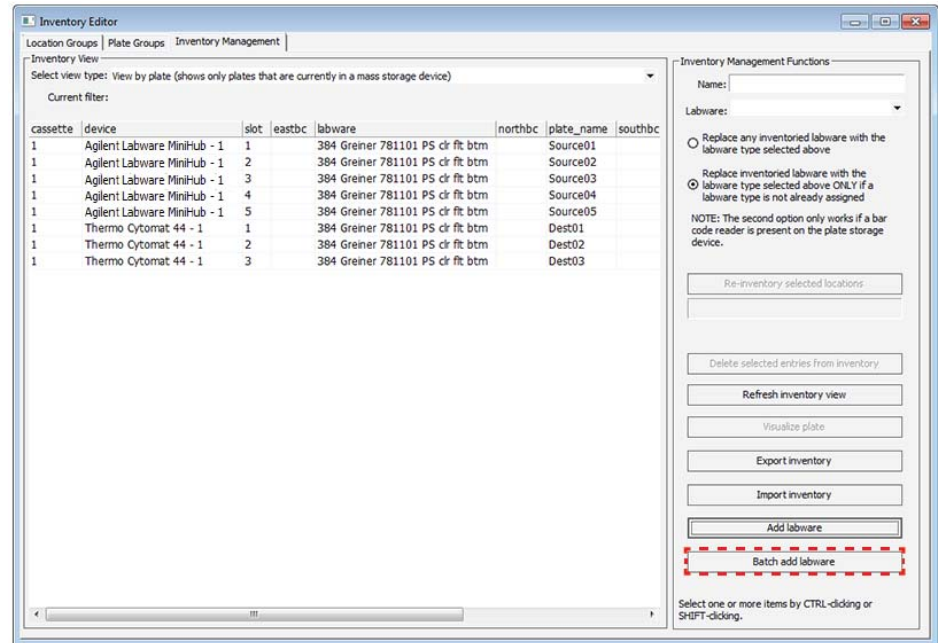 Inventory Editor
Location Groups Plate Groups Inventory Management
Inventory View
Select view type: View by plate (shows only plates that are currently in a mass storage device)
Current filter:
cassette device slot eastbc labware northbc plate_name southbc
1 Agilent Labware MiniHub - 1 1 384 Greiner 781101 PS clr flt btm Source01
1 Agilent Labware MiniHub - 1 2 384 Greiner 781101 PS clr flt btm Source02
1 Agilent Labware MiniHub - 1 3 384 Greiner 781101 PS clr flt btm Source03
1 Agilent Labware MiniHub - 1 4 384 Greiner 781101 PS clr flt btm Source04
1 Agilent Labware MiniHub - 1 5 384 Greiner 781101 PS clr flt btm Source05
1 Thermo Cytomat 44 - 1 1 384 Greiner 781101 PS clr flt btm Dest01
1 Thermo Cytomat 44 - 1 2 384 Greiner 781101 PS clr flt btm Dest02
1 Thermo Cytomat 44 - 1 3 384 Greiner 781101 PS clr flt btm Dest03
Inventory Management Functions
Name:
Labware:
Replace any inventoried labware with the
labware type selected above
Replace inventoried labware with the
labware type selected above ONLY if a
labware type is not already assigned
NOTE: The second option only works if a bar
code reader is present on the plate storage
device.
Re-inventory selected locations
Delete selected entries from inventory
Refresh inventory view
Visualize plate
Export inventory
Import inventory
Add labware
Batch add labware
Select one or more items by CTRL-clicking or
SHIFT-clicking.